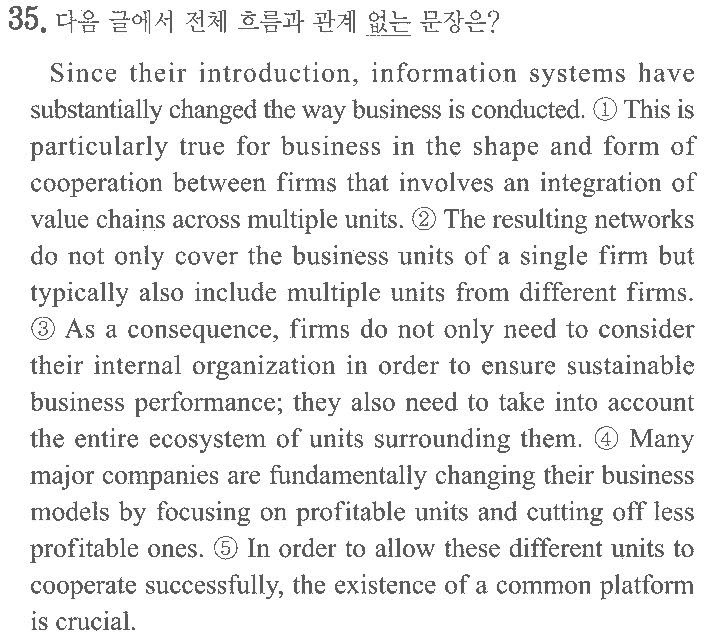 35. 다음 글에서 전체 흐름과 관계 없는 문장은?
Since their introduction, information systems have
substantially changed the way business is conducted. ① This is
particularly true for business in the shape and form of
cooperation between firms that involves an integration of
value chains across multiple units. ② The resulting networks
do not only cover the business units of a single firm but
typically also include multiple units from different firms.
③ As a consequence, firms do not only need to consider
their internal organization in order to ensure sustainable
business performance; they also need to take into account
the entire ecosystem of units surrounding them. ④ Many
major companies are fundamentally changing their business
models by focusing on profitable units and cutting off less
profitable ones. ⑤ In order to allow these different units to
cooperate successfully, the existence of a common platform
is crucial.